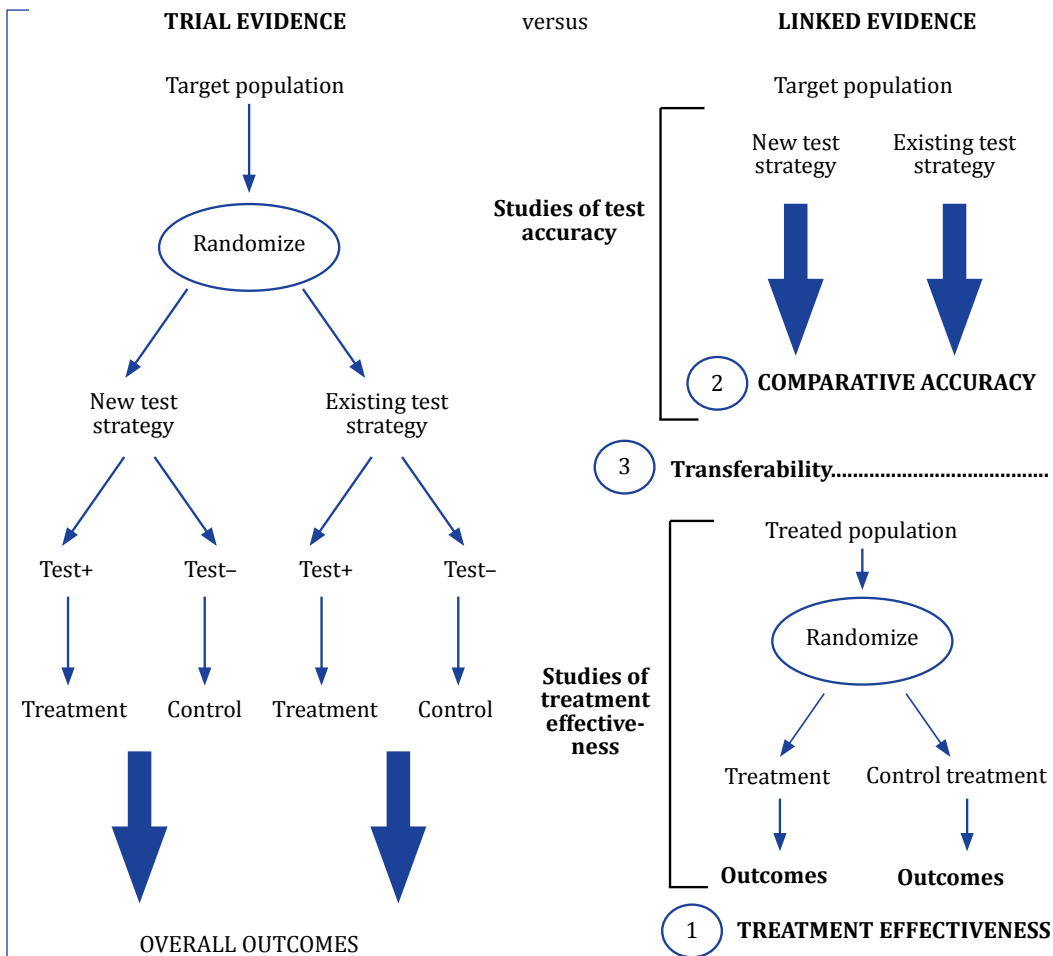 TRIAL EVIDENCE
versus
LINKED EVIDENCE
Target population
Randomize
New test
strategy
Existing test
strategy
Test+
Test–
Test+
Test–
Treatment
Control
Treatment
Control
OVERALL OUTCOMES
Target population
New test
strategy
Existing test
strategy
Studies of test
accuracy
2
COMPARATIVE ACCURACY
3
Transferability
Treated population
Randomize
Studies of
treatment
effective-
ness
Treatment
Control treatment
Outcomes
Outcomes
1
TREATMENT EFFECTIVENESS